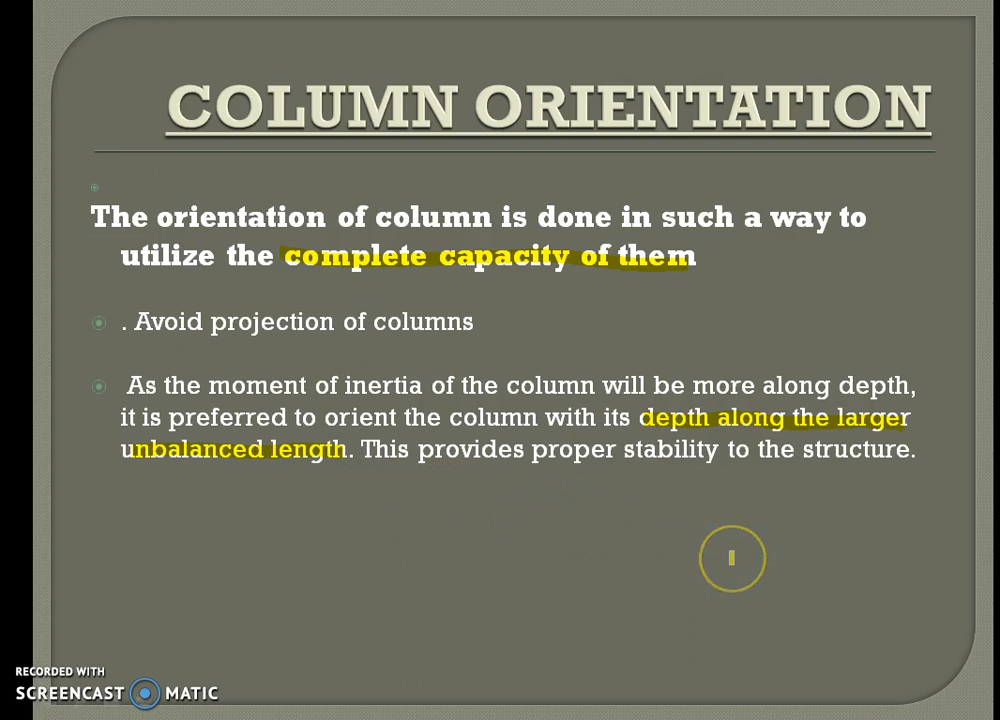 COLUMN ORIENTATION
The orientation of column is done in such a way to
utilize the complete capacity of them
. Avoid projection of columns
As the moment of inertia of the column will be more along depth,
it is preferred to orient the column with its depth along the larger
unbalanced length. This provides proper stability to the structure.
RECORDED WITH
SCREENCAST MATIC